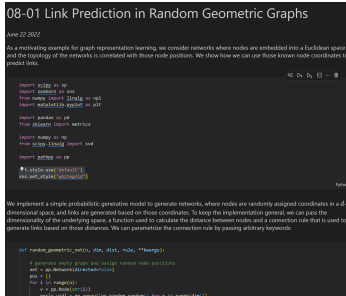 08-01 Link Prediction in Random Geometric Graphs
June 22 2022
As a motivating example for graph representation learning, we consider networks where nodes are embedded into a Euclidean space
and the topology of the networks is correlated with those node positions. We show how we can use those known node coordinates to
predict links.
import scipy as sp
import seaborn as sns
from numpy import linalg as npl
import matplotlib.pyplot as plt
import pandas as pd
from sklearn import metrics
import numpy as np
from scipy.linalg import svd
import pathpy as pp
plt.style.use('default')
sns.set_style("whitegrid")
Pytho
We implement a simple probabilistic generative model to generate networks, where nodes are randomly assigned coordinates in a d-
dimensional space, and links are generated based on those coordinates. To keep the implementation general, we can pass the
dimensionality of the underlying space, a function used to calculate the distance between nodes and a connection rule that is used to
generate links based on those distances. We can parametrize the connection rule by passing arbitrary keywords:
def random_geometric_net(n, dim, dist, rule, **kwargs):
# generate empty graph and assign random node positions
net = pp.Network(directed=False)
pos = {}
for i in range(n):
v = pp.Node(str(i))